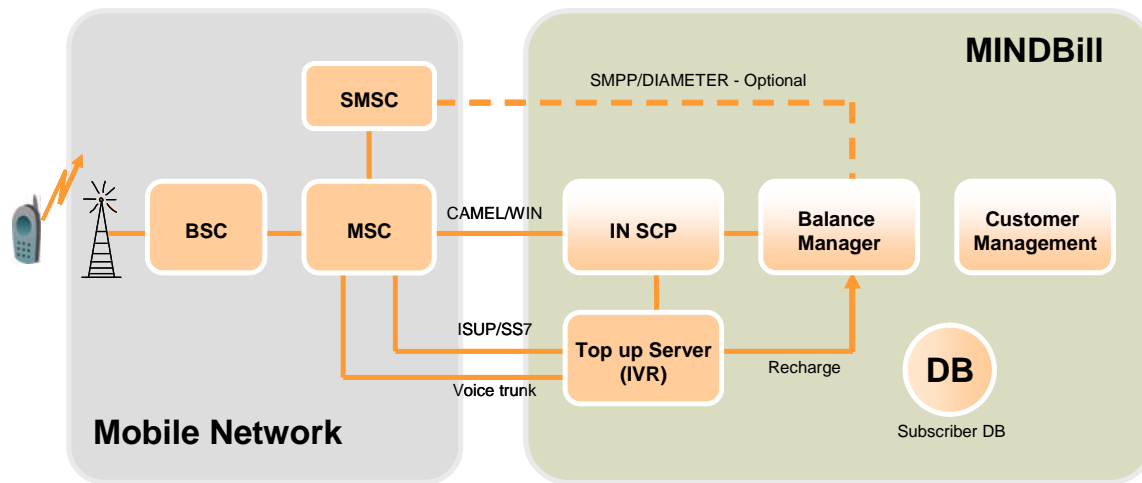 MINDBill
SMPP/DIAMETER - Optional
SMSC
BSC
MSC
CAMEL/WIN
IN SCP
Balance
Manager
Customer
Management
ISUP/SS7
Top up Server
(IVR)
Recharge
Voice trunk
DB
Subscriber DB
Mobile Network